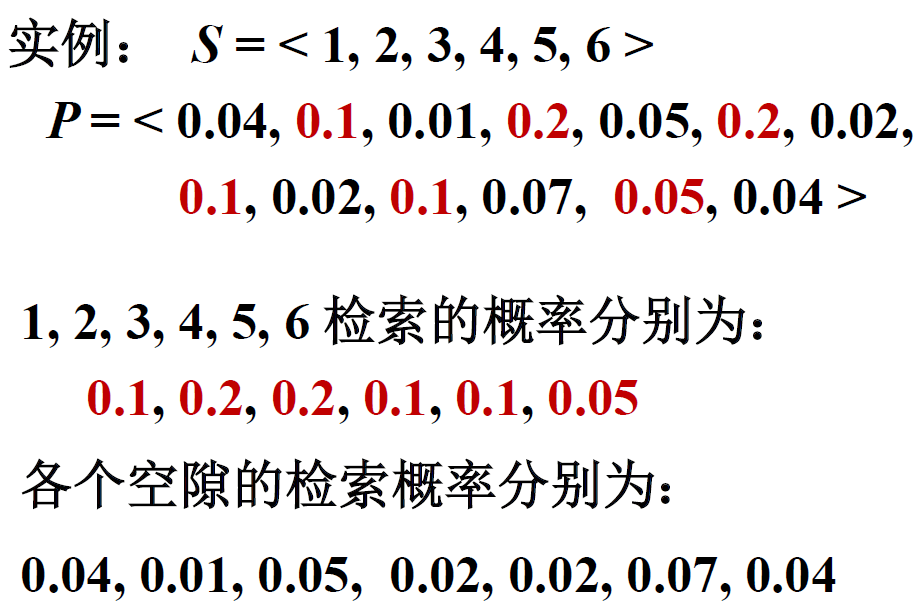 实例： S = < 1, 2, 3, 4, 5, 6 >
P = < 0.04, 0.1, 0.01, 0.2, 0.05, 0.2, 0.02,
0.1, 0.02, 0.1, 0.07, 0.05, 0.04 >
1, 2, 3, 4, 5, 6 检索的概率分别为：
0.1, 0.2, 0.2, 0.1, 0.1, 0.05
各个空隙的检索概率分别为：
0.04, 0.01, 0.05, 0.02, 0.02, 0.07, 0.04